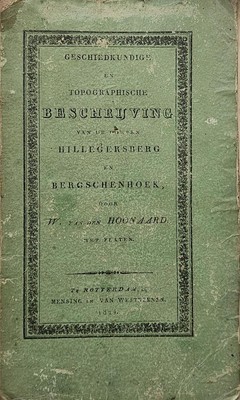 GESCHIEDKUNDIGE
EN
TOPOGRAPHISCHE
BESCHRIJVING
VAN DE
HILLEGERSBERG
EN
BERGSCHENHOEK,
DOOR
W. VAN DEN HOONAARD
MET PLATEN.
Te ROTTERDAM, bij
MENSING EN VAN WESTREENEN.